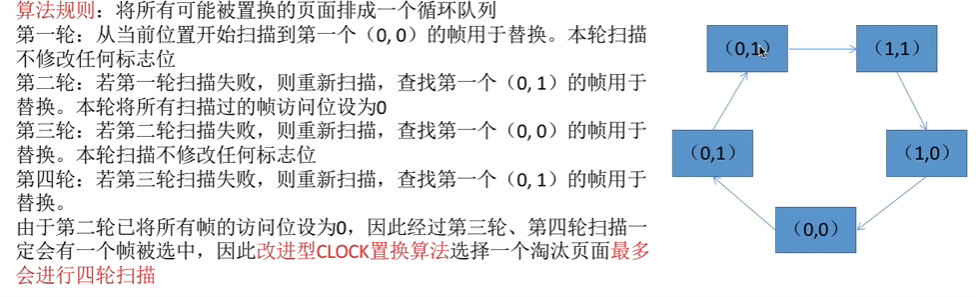 算法规则：将所有可能被置换的页面排成一个循环队列
第一轮：从当前位置开始扫描到第一个（0, 0）的帧用于替换。本轮扫描
不修改任何标志位
第二轮：若第一轮扫描失败，则重新扫描，查找第一个（0, 1）的帧用于
替换。本轮将所有扫描过的帧访问位设为0
第三轮：若第二轮扫描失败，则重新扫描，查找第一个（0, 0）的帧用于
替换。本轮扫描不修改任何标志位
第四轮：若第三轮扫描失败，则重新扫描，查找第一个（0, 1）的帧用于
替换。
由于第二轮已将所有帧的访问位设为0，因此经过第三轮、第四轮扫描一
定会有一个帧被选中，因此改进型CLOCK置换算法选择一个淘汰页面最多
会进行四轮扫描
（0,1）
（1,1）
（0,1）
（1,0）
（0,0）